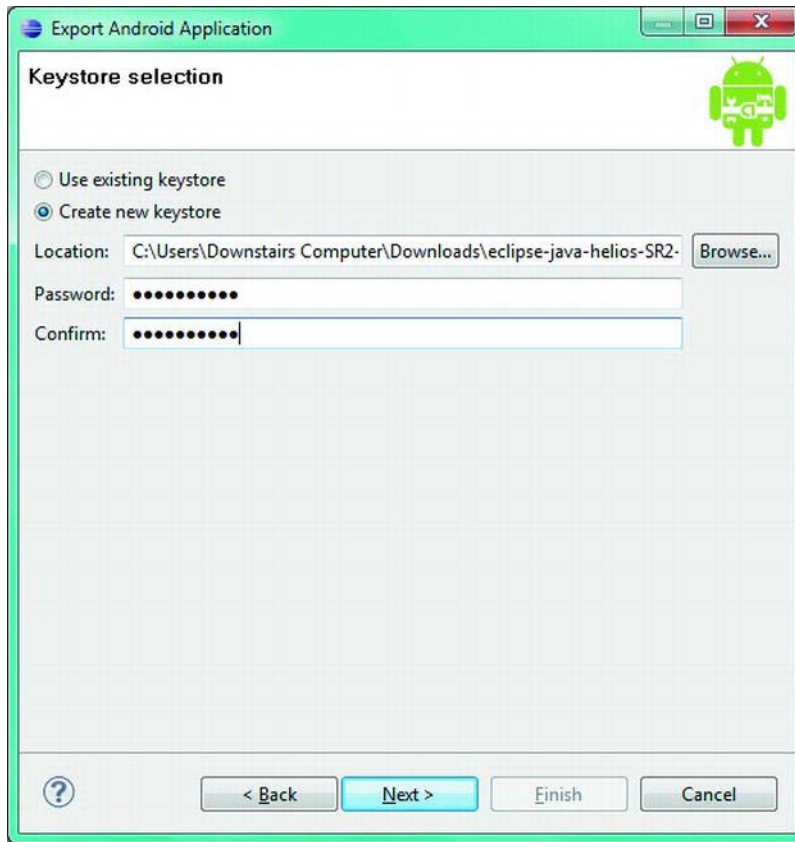 Export Android Application
Keystore selection
Use existing keystore
Create new keystore
Location: C:\Users\Downstairs Computer\Downloads\eclipse-java-helios-SR2- Browse...
Password: ●●●●●●●●●●
Confirm: ●●●●●●●●●●
? < Back Next > Finish Cancel